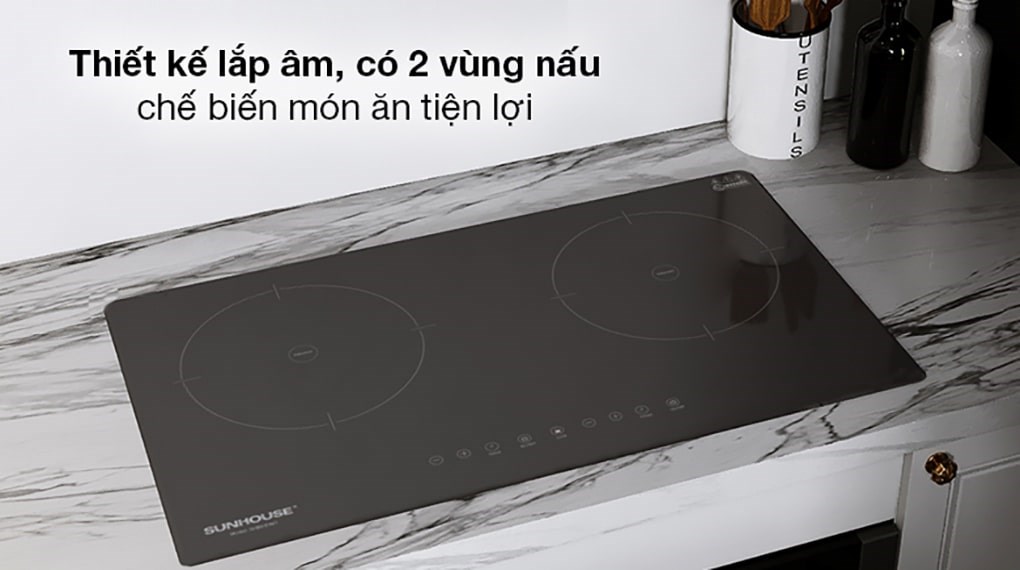 Thiết kế lắp âm, có 2 vùng nấu
chế biến món ăn tiện lợi
UTENSILS
SUNHOUSE